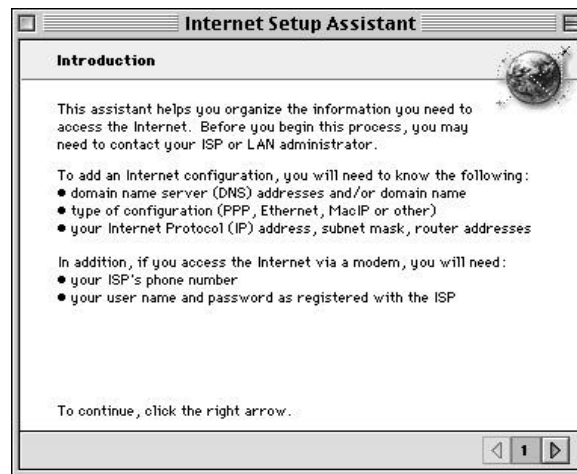 Internet Setup Assistant
Introduction
This assistant helps you organize the information you need to
access the Internet. Before you begin this process, you may
need to contact your ISP or LAN administrator.
To add an Internet configuration, you will need to know the following:
● domain name server (DNS) addresses and/or domain name
● type of configuration (PPP, Ethernet, MacIP or other)
● your Internet Protocol (IP) address, subnet mask, router addresses
In addition, if you access the Internet via a modem, you will need:
● your ISP's phone number
● your user name and password as registered with the ISP
To continue, click the right arrow.
1